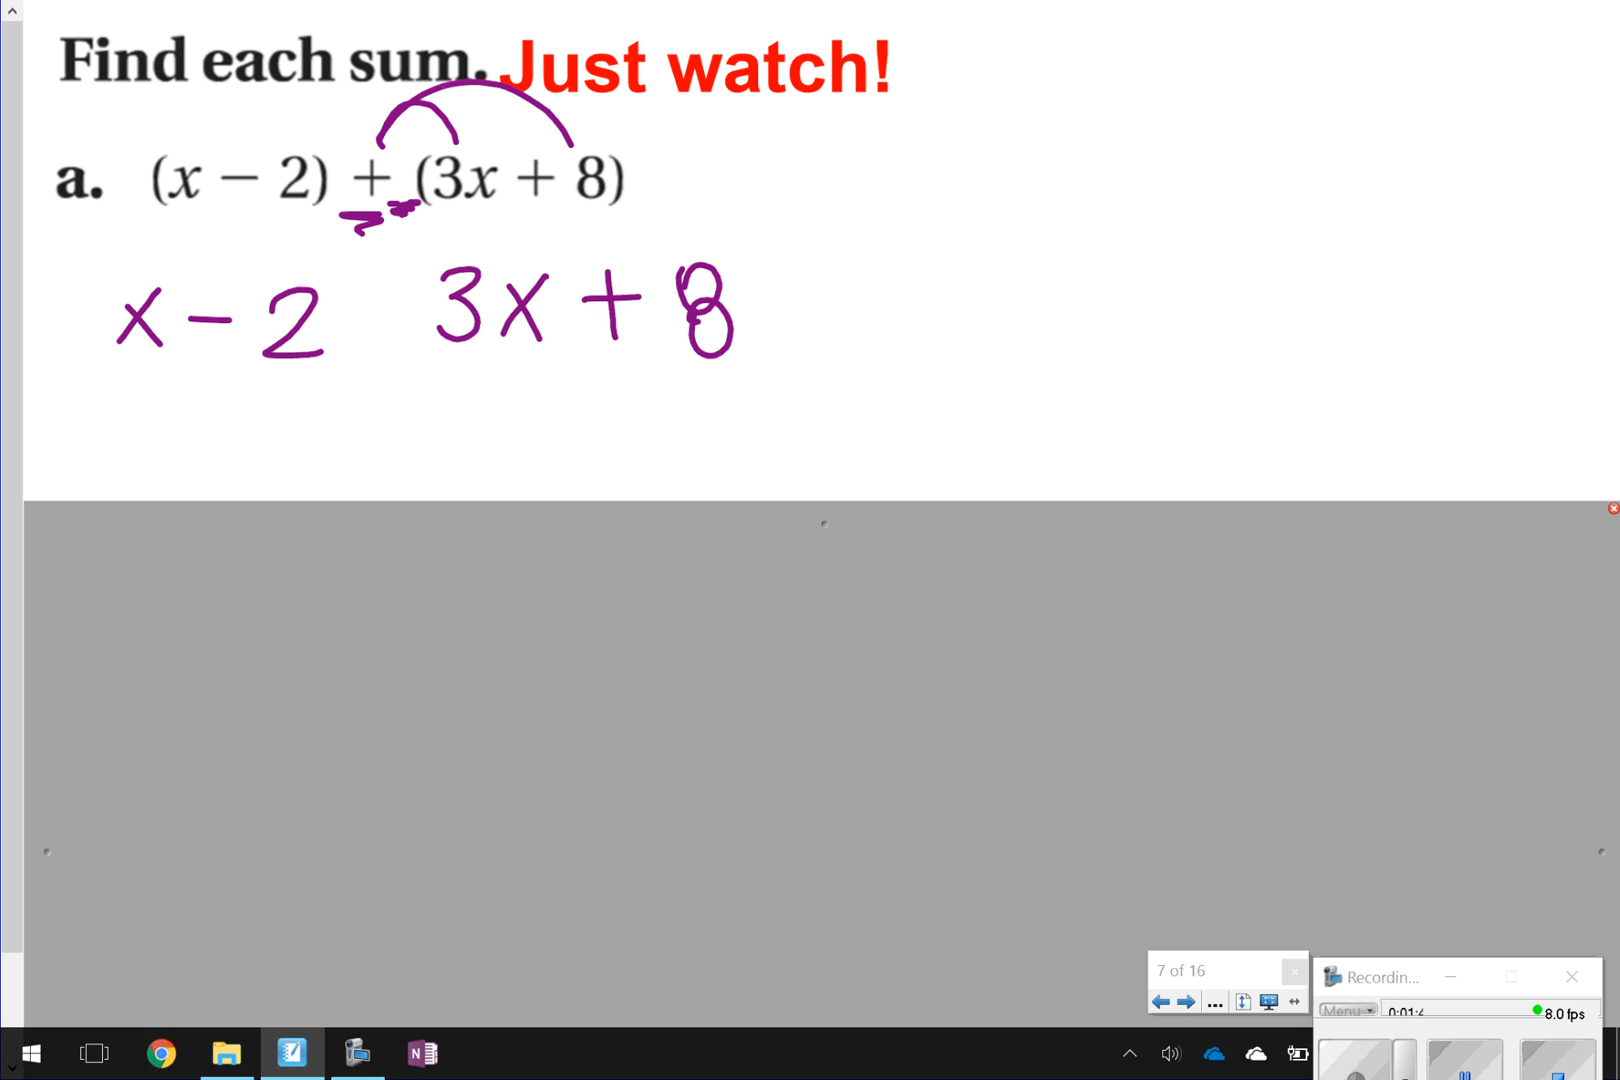 Find each sum. Just watch!
a. (x − 2) + (3x + 8)
x − 2 3x + 8
7 of 16
Recordin...
Menu
8.0 fps